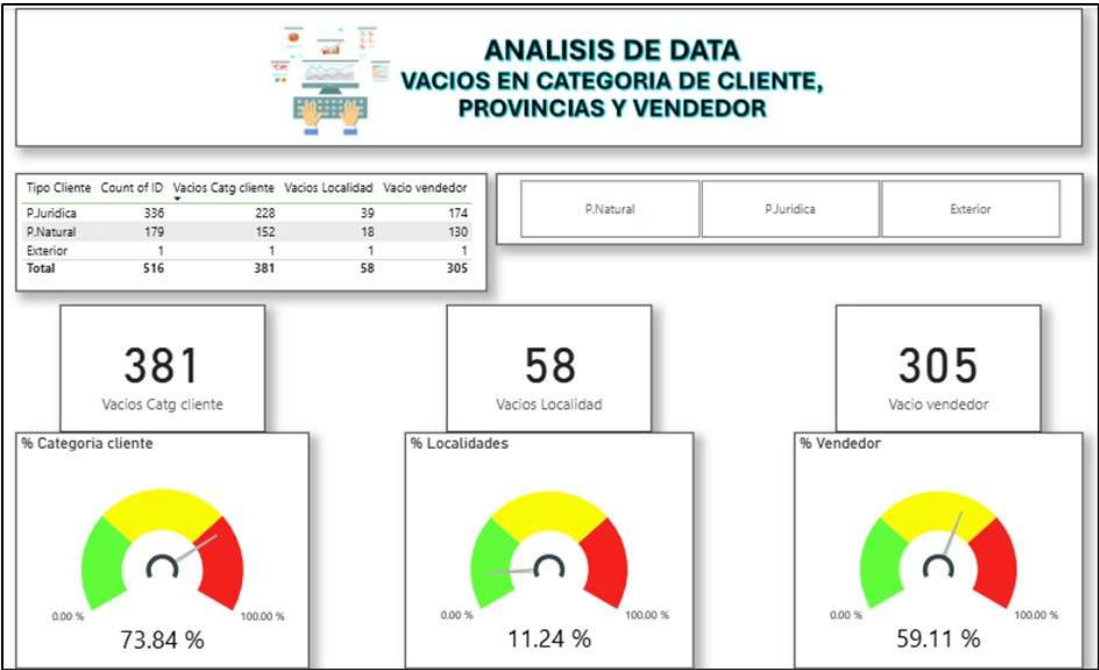 ANALISIS DE DATA
VACIOS EN CATEGORIA DE CLIENTE,
PROVINCIAS Y VENDEDOR
Tipo Cliente Count of ID Vacios Catg cliente Vacios Localidad Vacio vendedor
P.Juridica 336 228 39 174
P.Natural 179 152 18 130
Exterior 1 1 1 1
Total 516 381 58 305
P.Natural P.Juridica Exterior
381 58 305
Vacios Catg cliente Vacios Localidad Vacio vendedor
% Categoria cliente % Localidades % Vendedor
0.00 % 100.00 % 0.00 % 100.00 % 0.00 % 100.00 %
73.84 % 11.24 % 59.11 %